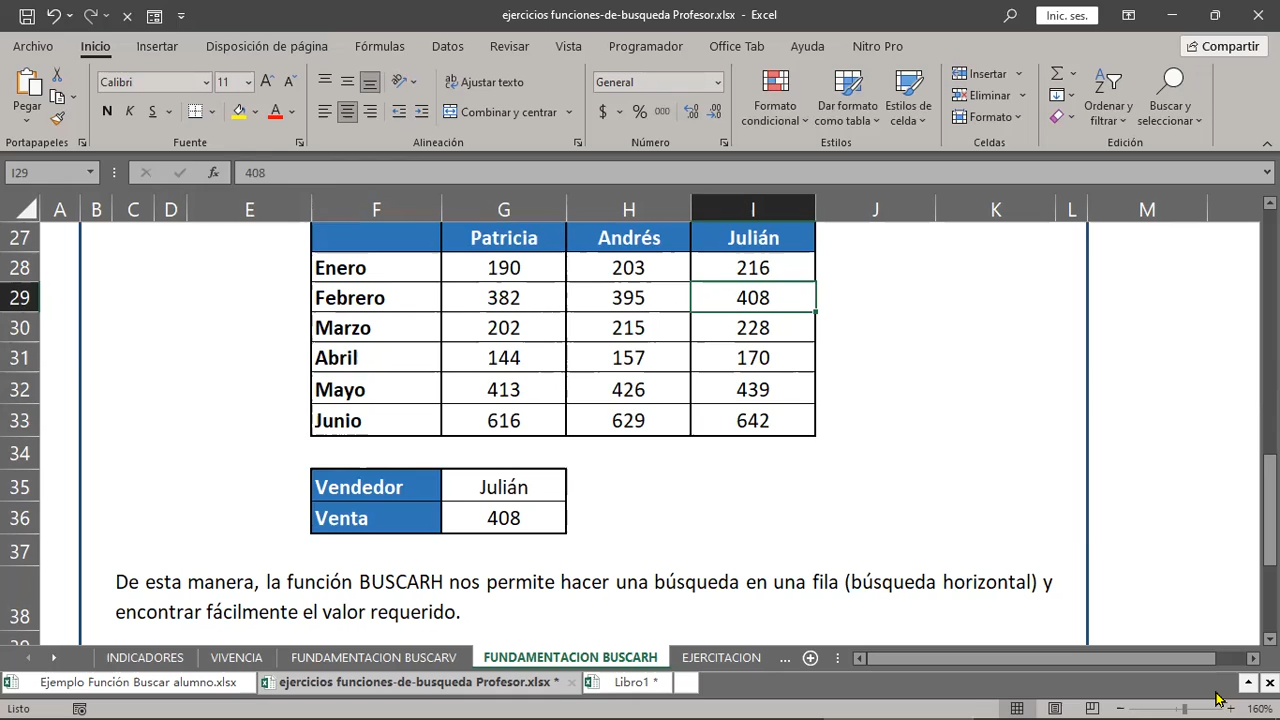 ejercicios funciones-de-busqueda Profesor.xlsx - Excel
Inic. ses.
Archivo Inicio Insertar Disposición de página Fórmulas Datos Revisar Vista Programador Office Tab Ayuda Nitro Pro Compartir
Calibri 11 Ajustar texto General Insertar
Pegar N K S Combinar y centrar $ % 000 Formato condicional Dar formato como tabla Estilos de celda Eliminar Formato Ordenar y filtrar Buscar y seleccionar
Portapapeles Fuente Alineación Número Estilos Celdas Edición
I29 fx 408
A B C D E F G H I J K L M
27 Patricia Andrés Julián
28 Enero 190 203 216
29 Febrero 382 395 408
30 Marzo 202 215 228
31 Abril 144 157 170
32 Mayo 413 426 439
33 Junio 616 629 642
34
35 Vendedor Julián
36 Venta 408
37
De esta manera, la función BUSCARH nos permite hacer una búsqueda en una fila (búsqueda horizontal) y
38 encontrar fácilmente el valor requerido.
INDICADORES VIVENCIA FUNDAMENTACION BUSCARV FUNDAMENTACION BUSCARH EJERCITACION ...
Ejemplo Función Buscar alumno.xlsx ejercicios funciones-de-busqueda Profesor.xlsx * Libro1 *
Listo 160%